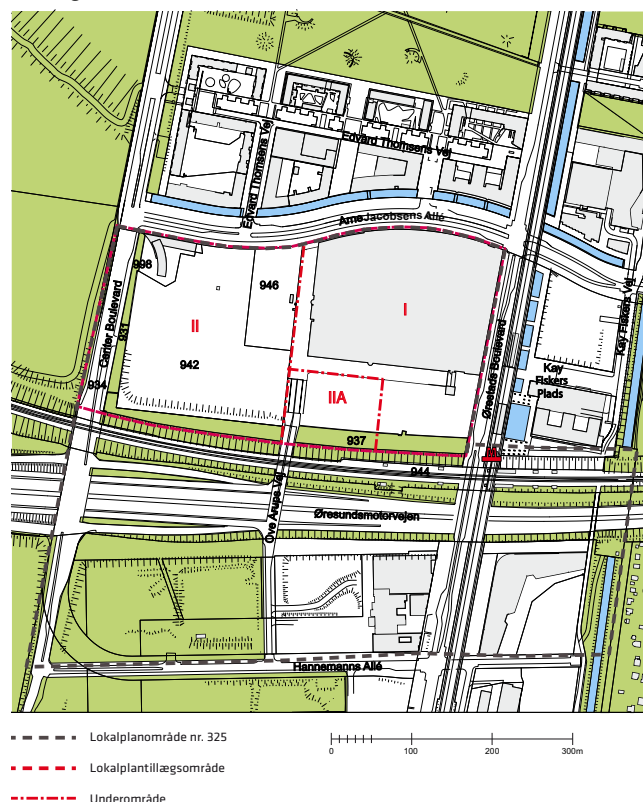 Edvard Thomsens Vej
Edvard Thomsens Vej
Arne Jacobsens Allé
998
946
II
I
Center Boulevard
931
942
Ørestads Boulevard
Kay Fiskers Vej
Kay
Fiskers
Plads
934
IIA
937
944
Ove Arups Vej
Øresundsmotorvejen
Hannemanns Allé
Lokalplanområde nr. 325
0 100 200 300m
Lokalplantillægsområde
Underområde